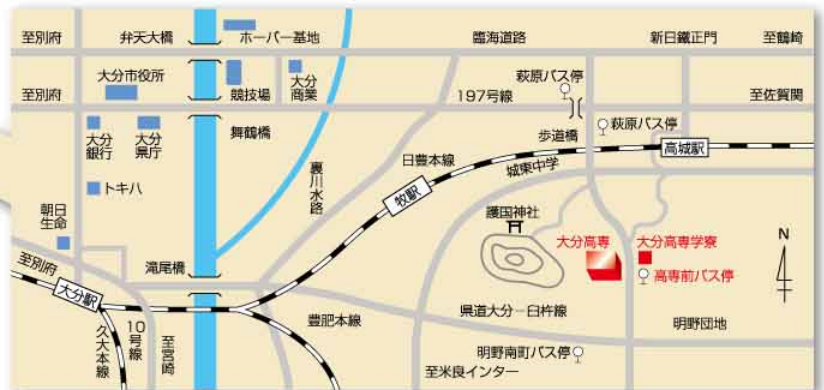 至別府
弁天大橋
ホーバー基地
臨海道路
新日鐵正門
至鶴崎
大分市役所
至別府
競技場
大分
商業
197号線
萩原バス停
至佐賀関
大分
銀行
大分
県庁
舞鶴橋
歩道橋
萩原バス停
高城駅
トキハ
裏川水路
日豊本線
城東中学
牧駅
護国神社
朝日
生命
大分高専
大分高専学寮
高専前バス停
N
至別府
滝尾橋
大分駅
久大本線
10号線
至宮崎
豊肥本線
県道大分ー臼杵線
明野団地
明野南町バス停
至米良インター